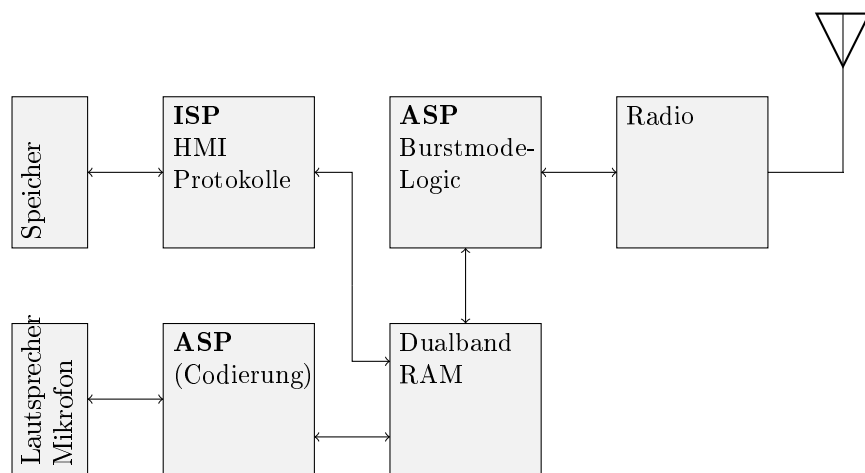 Speicher
ISP
HMI
Protokolle
ASP
Burstmode-
Logic
Radio
Lautsprecher
Mikrofon
ASP
(Codierung)
Dualband
RAM